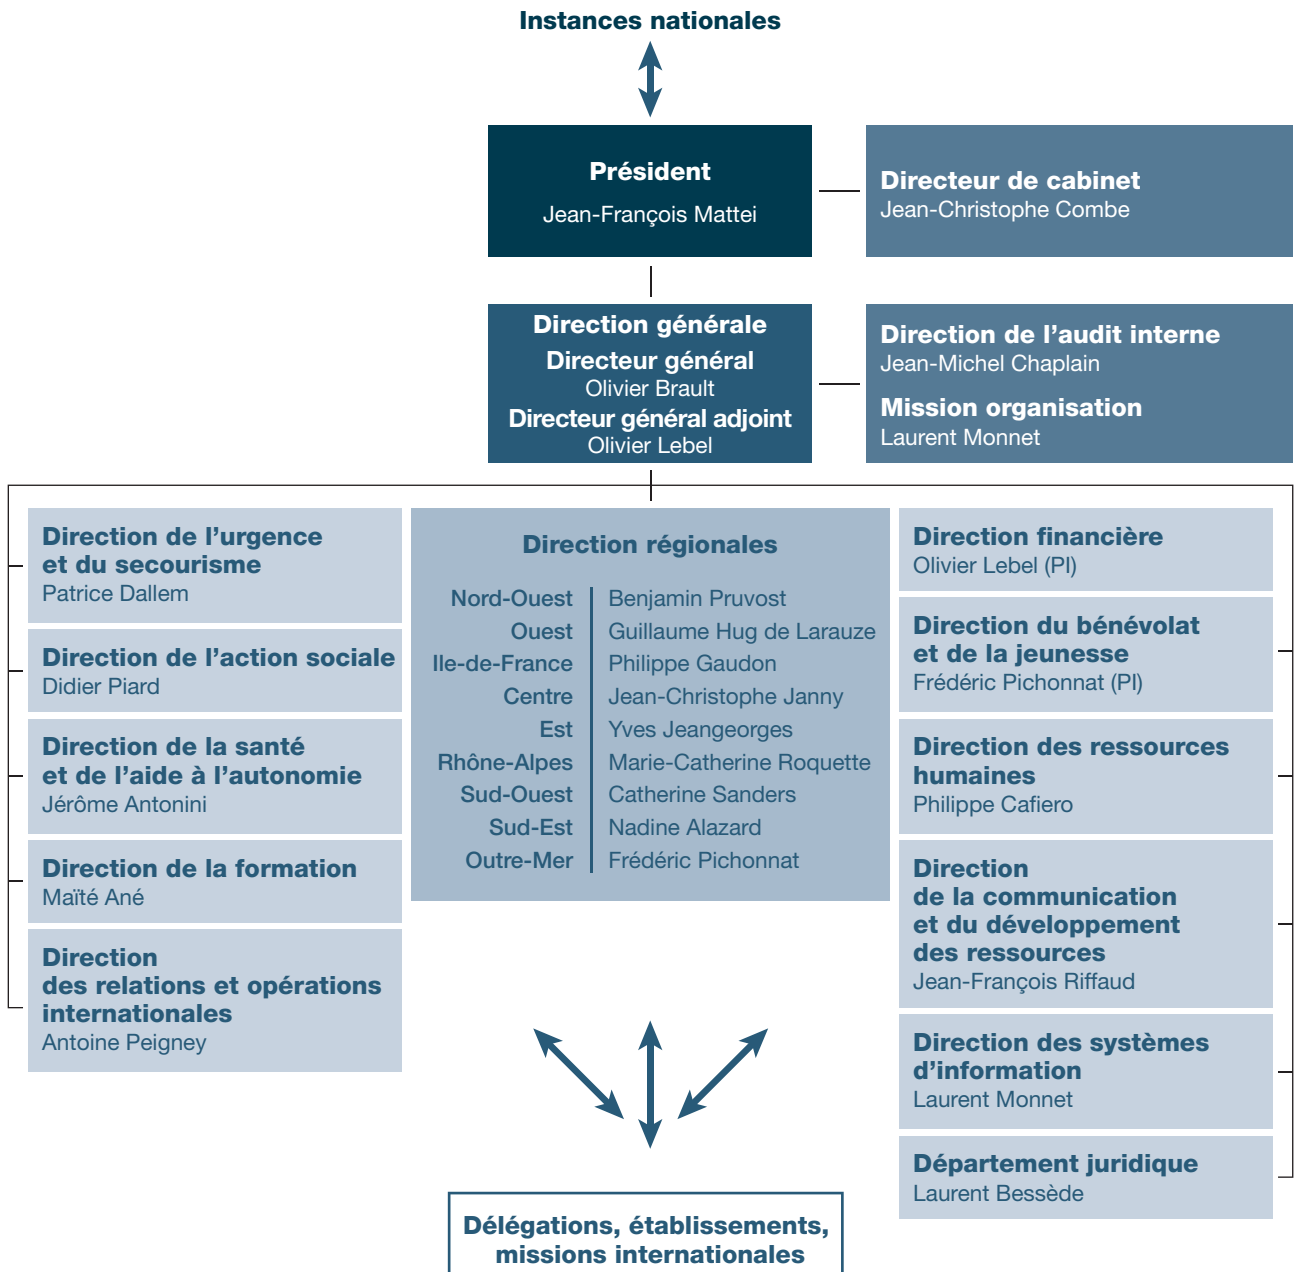 Instances nationales
Président
Jean-François Mattei
Directeur de cabinet
Jean-Christophe Combe
Direction générale
Directeur général
Olivier Brault
Directeur général adjoint
Olivier Lebel
Direction de l’audit interne
Jean-Michel Chaplain
Mission organisation
Laurent Monnet
Direction de l’urgence
et du secourisme
Patrice Dallem
Direction de l’action sociale
Didier Piard
Direction de la santé
et de l’aide à l’autonomie
Jérôme Antonini
Direction de la formation
Maïté Ané
Direction
des relations et opérations
internationales
Antoine Peigney
Direction régionales
Nord-Ouest Benjamin Pruvost
Ouest Guillaume Hug de Larauze
Ile-de-France Philippe Gaudon
Centre Jean-Christophe Janny
Est Yves Jeangeorges
Rhône-Alpes Marie-Catherine Roquette
Sud-Ouest Catherine Sanders
Sud-Est Nadine Alazard
Outre-Mer Frédéric Pichonnat
Direction financière
Olivier Lebel (PI)
Direction du bénévolat
et de la jeunesse
Frédéric Pichonnat (PI)
Direction des ressources
humaines
Philippe Cafiero
Direction
de la communication
et du développement
des ressources
Jean-François Riffaud
Direction des systèmes
d’information
Laurent Monnet
Département juridique
Laurent Bessède
Délégations, établissements,
missions internationales